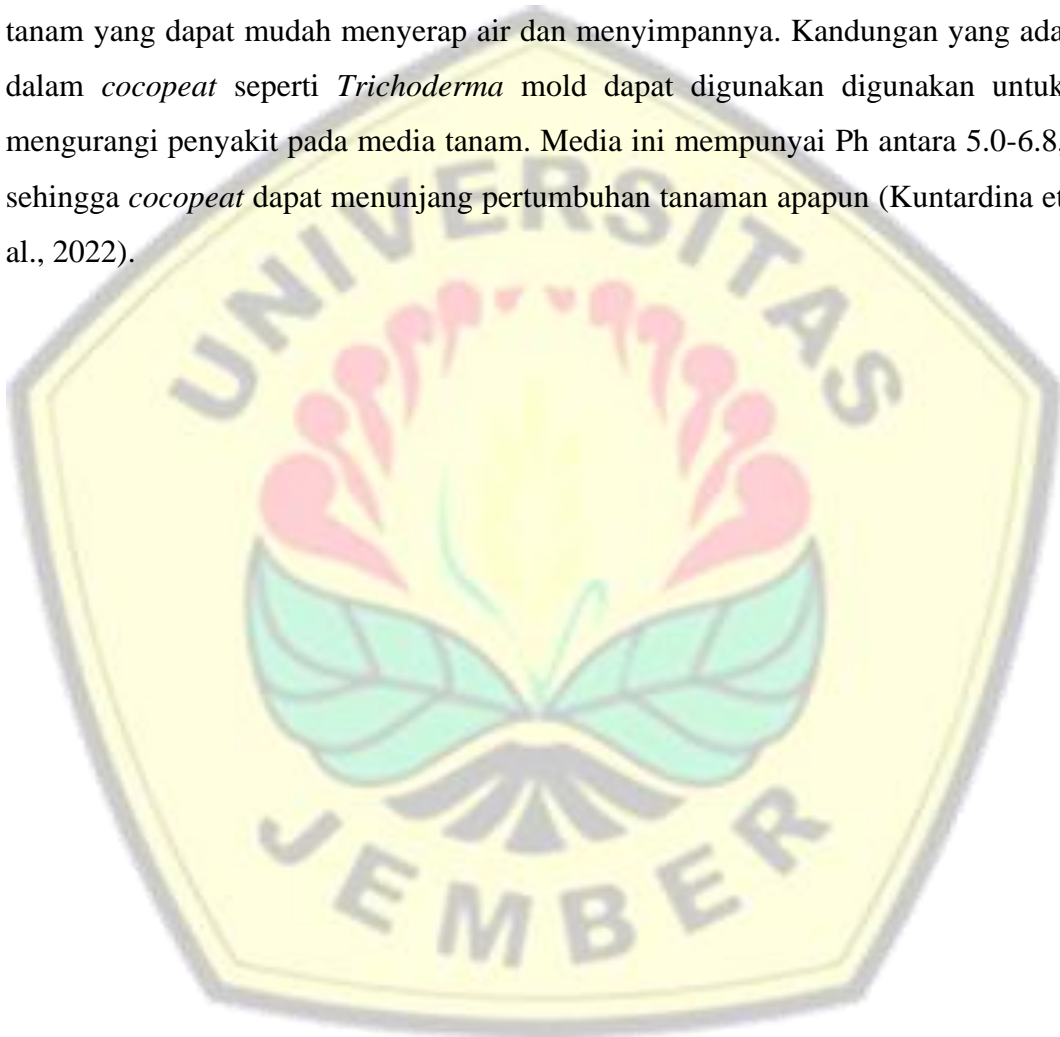 tanam yang dapat mudah menyerap air dan menyimpannya. Kandungan yang ada
dalam cocopeat seperti Trichoderma mold dapat digunakan digunakan untuk
mengurangi penyakit pada media tanam. Media ini mempunyai Ph antara 5.0-6.8,
sehingga cocopeat dapat menunjang pertumbuhan tanaman apapun (Kuntardina et
al., 2022).
UNIVERSITAS
JEMBER